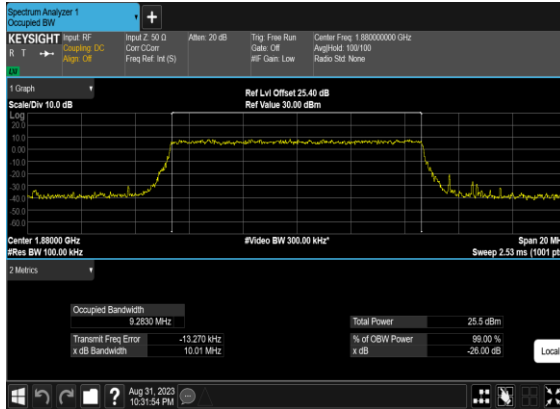 Spectrum Analyzer 1
Occupied BW
+
KEYSIGHT Input: RF Input Z: 50 Ω Atten: 20 dB Trig: Free Run Center Freq: 1.880000000 GHz
R T Coupling: DC Corr CCorr Gate: Off Avg|Hold: 100/100
Align: Off Freq Ref: Int (S) #IF Gain: Low Radio Std: None
LXI
1 Graph
Ref Lvl Offset 25.40 dB
Scale/Div 10.0 dB Ref Value 30.00 dBm
Log
20.0
10.0
0.00
-10.0
-20.0
-30.0
-40.0
-50.0
-60.0
Center 1.88000 GHz #Video BW 300.00 kHz* Span 20 MH
#Res BW 100.00 kHz Sweep 2.53 ms (1001 pt
2 Metrics
Occupied Bandwidth
9.2830 MHz Total Power 25.5 dBm
Transmit Freq Error -13.270 kHz % of OBW Power 99.00 %
x dB Bandwidth 10.01 MHz x dB -26.00 dB
Local
? Aug 31, 2023
10:31:54 PM